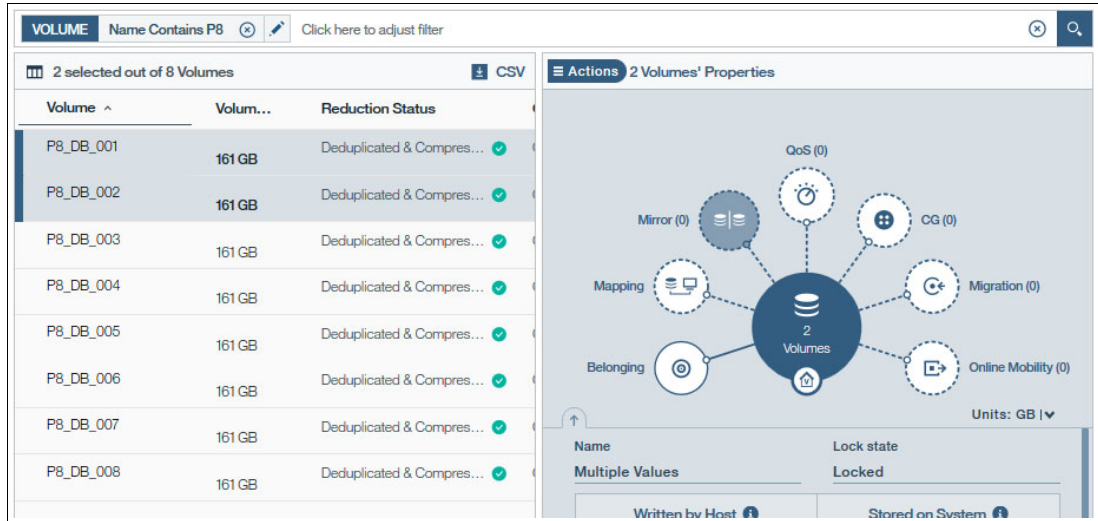 VOLUME Name Contains P8 Click here to adjust filter
2 selected out of 8 Volumes CSV
Volume Volum... Reduction Status
P8_DB_001 161 GB Deduplicated & Compres...
P8_DB_002 161 GB Deduplicated & Compres...
P8_DB_003 161 GB Deduplicated & Compres...
P8_DB_004 161 GB Deduplicated & Compres...
P8_DB_005 161 GB Deduplicated & Compres...
P8_DB_006 161 GB Deduplicated & Compres...
P8_DB_007 161 GB Deduplicated & Compres...
P8_DB_008 161 GB Deduplicated & Compres...
Actions 2 Volumes' Properties
QoS (0)
Mirror (0) CG (0)
Mapping Migration (0)
2
Volumes
Belonging Online Mobility (0)
V
Units: GB |
Name Lock state
Multiple Values Locked
Written by Host Stored on System